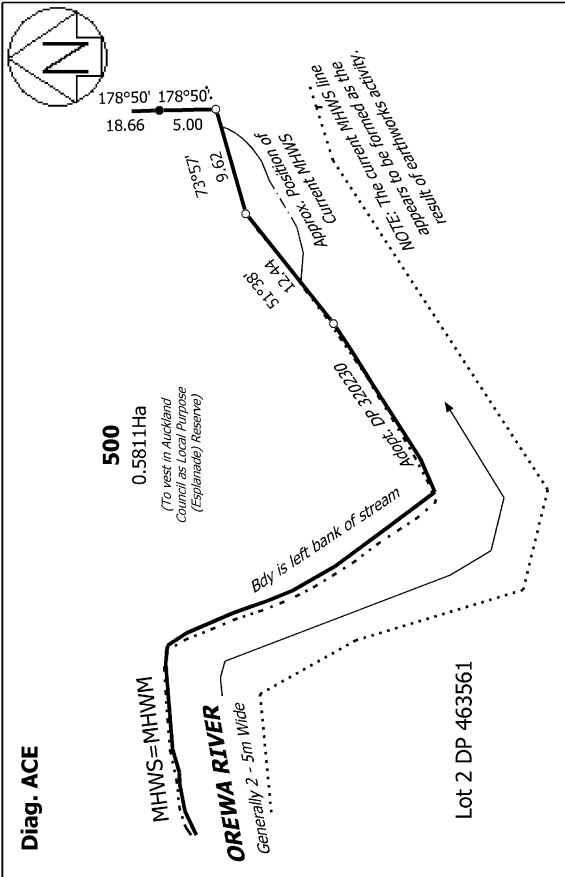 Diag. ACE
N
178°50' 178°50'
18.66 5.00
73°57'
9.62
51°38'
12.44
Approx. Position of
Current MHWS
NOTE: The current MHWS line
appears to be formed as the
result of earthworks activity.
500
0.5811Ha
(To vest in Auckland
Council as Local Purpose
(Esplanade) Reserve)
Adopt. DP 320230
Bdy is left bank of stream
MHWS=MHWM
OREWA RIVER
Generally 2 - 5m Wide
Lot 2 DP 463561